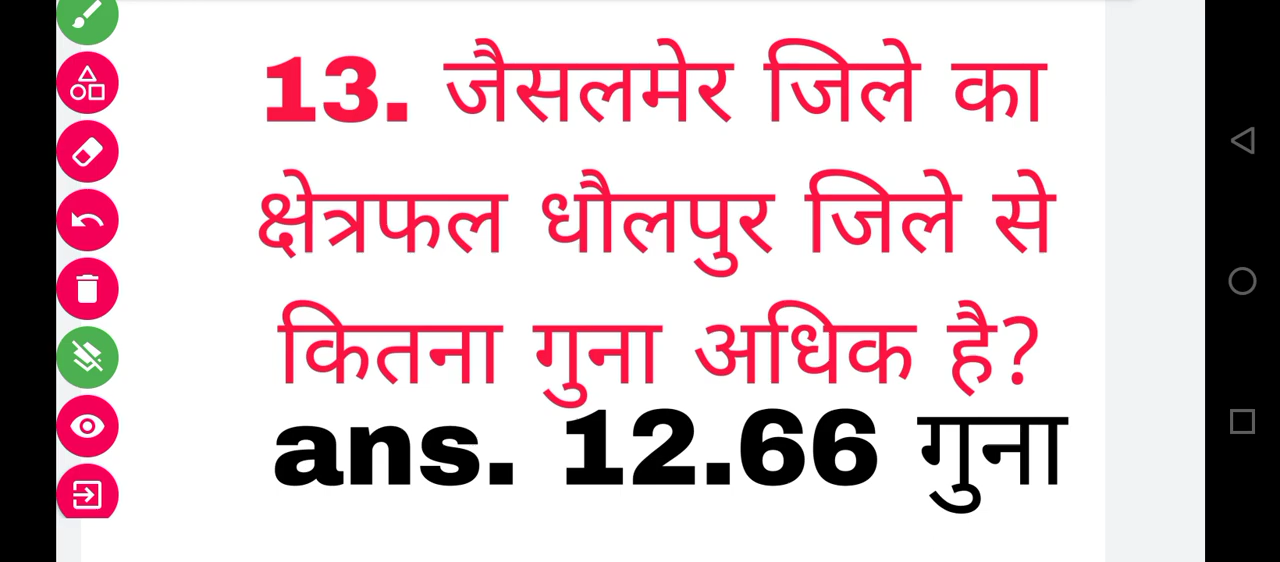 13. जैसलमेर जिले का
क्षेत्रफल धौलपुर जिले से
कितना गुना अधिक है?
ans. 12.66 गुना